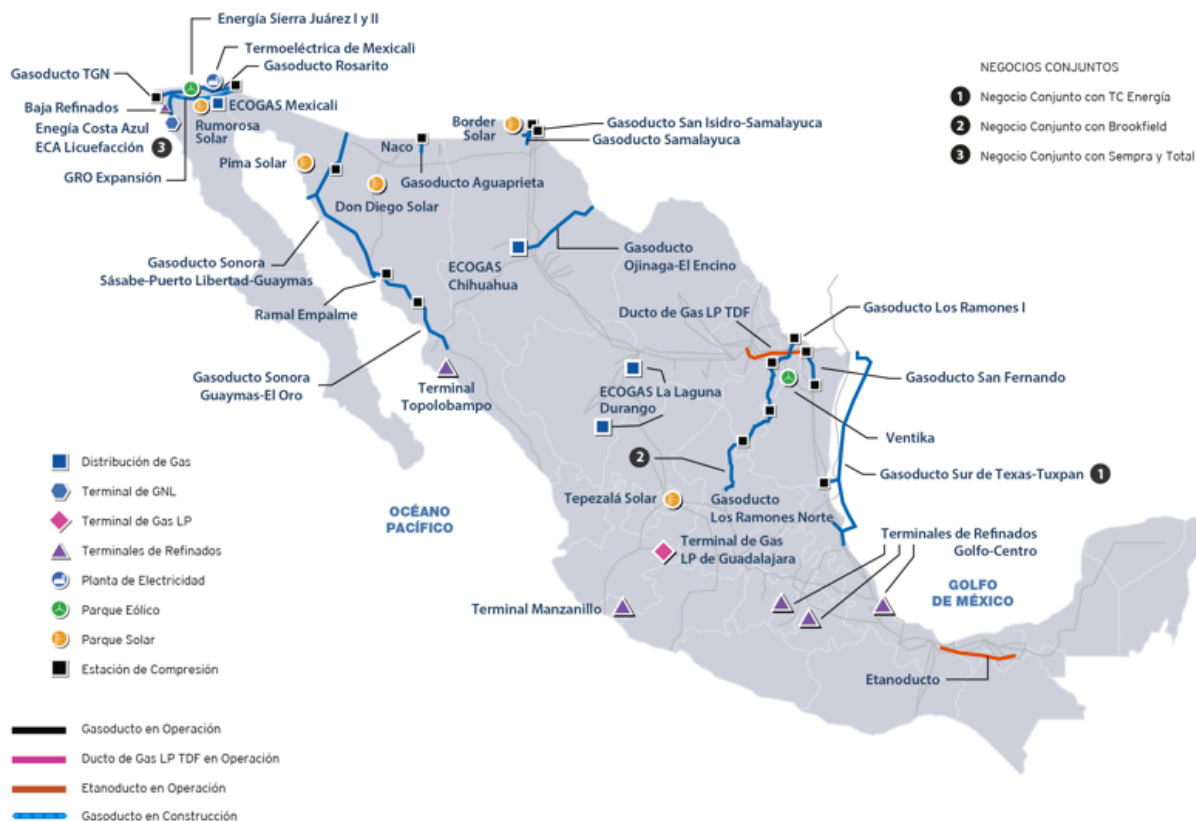 Energía Sierra Juárez I y II
Termoeléctrica de Mexicali
Gasoducto Rosarito
Gasoducto TGN
Baja Refinados
ECOGAS Mexicali
Enegía Costa Azul
ECA Licuefacción 3
Rumorosa
Solar
GRO Expansión
Pima Solar
Naco
Border
Solar
Gasoducto San Isidro-Samalayuca
Gasoducto Samalayuca
Gasoducto Aguaprieta
Don Diego Solar
NEGOCIOS CONJUNTOS
1 Negocio Conjunto con TC Energía
2 Negocio Conjunto con Brookfield
3 Negocio Conjunto con Sempra y Total
Gasoducto Sonora
Sásabe-Puerto Libertad-Guaymas
ECOGAS
Chihuahua
Gasoducto
Ojinaga-El Encino
Ramal Empalme
Ducto de Gas LP TDF
Gasoducto Los Ramones I
Gasoducto Sonora
Guaymas-El Oro
Terminal
Topolobampo
ECOGAS La Laguna
Durango
Gasoducto San Fernando
Ventika
2
Gasoducto Sur de Texas-Tuxpan 1
Tepezalá Solar
Gasoducto
Los Ramones Norte
OCÉANO
PACÍFICO
Terminal de Gas
LP de Guadalajara
Terminales de Refinados
Golfo-Centro
GOLFO
DE MÉXICO
Terminal Manzanillo
Etanoducto
Distribución de Gas
Terminal de GNL
Terminal de Gas LP
Terminales de Refinados
Planta de Electricidad
Parque Eólico
Parque Solar
Estación de Compresión
Gasoducto en Operación
Ducto de Gas LP TDF en Operación
Etanoducto en Operación
Gasoducto en Construcción